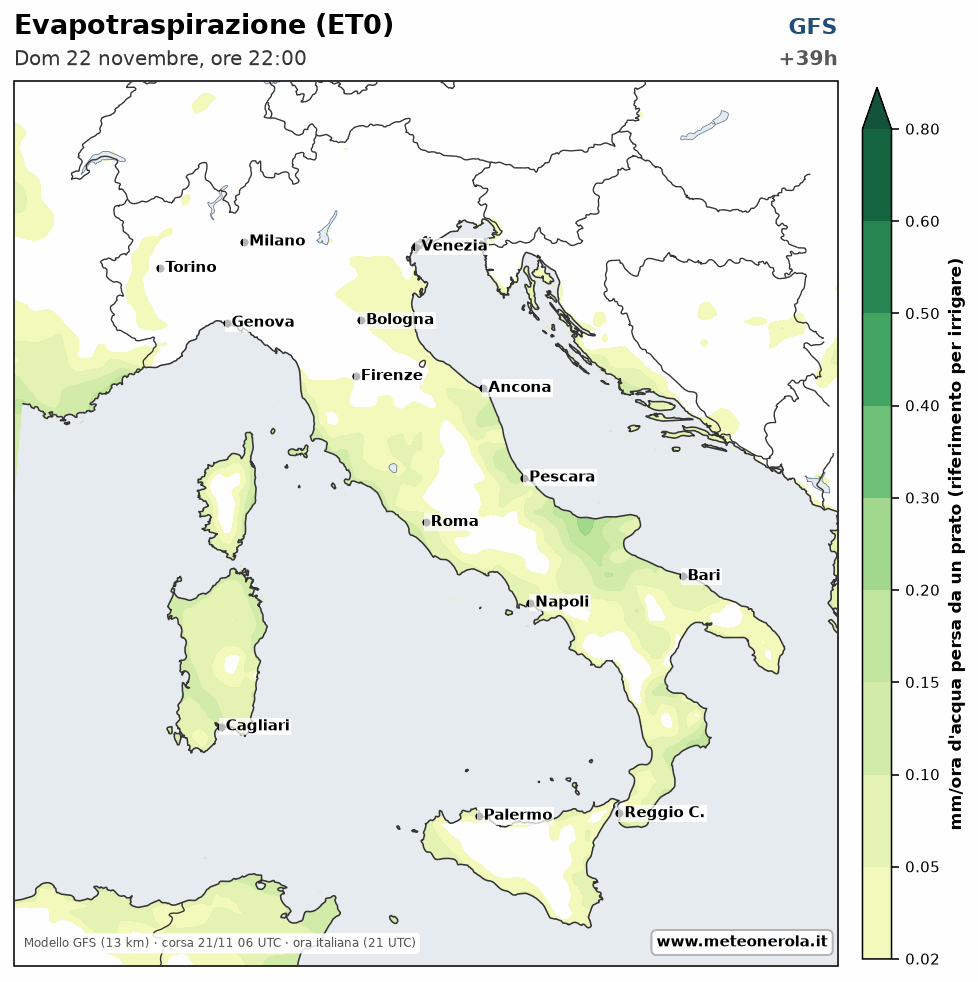 Evapotraspirazione (ET0)
GFS
Dom 22 novembre, ore 22:00
+39h
Milano
Venezia
Torino
Genova
Bologna
Firenze
Ancona
Pescara
Roma
Bari
Napoli
Cagliari
Palermo
Reggio C.
0.80
0.60
0.50
0.40
0.30
0.20
0.15
0.10
0.05
0.02
mm/ora d'acqua persa da un prato (riferimento per irrigare)
Modello GFS (13 km) · corsa 21/11 06 UTC · ora italiana (21 UTC)
www.meteonerola.it